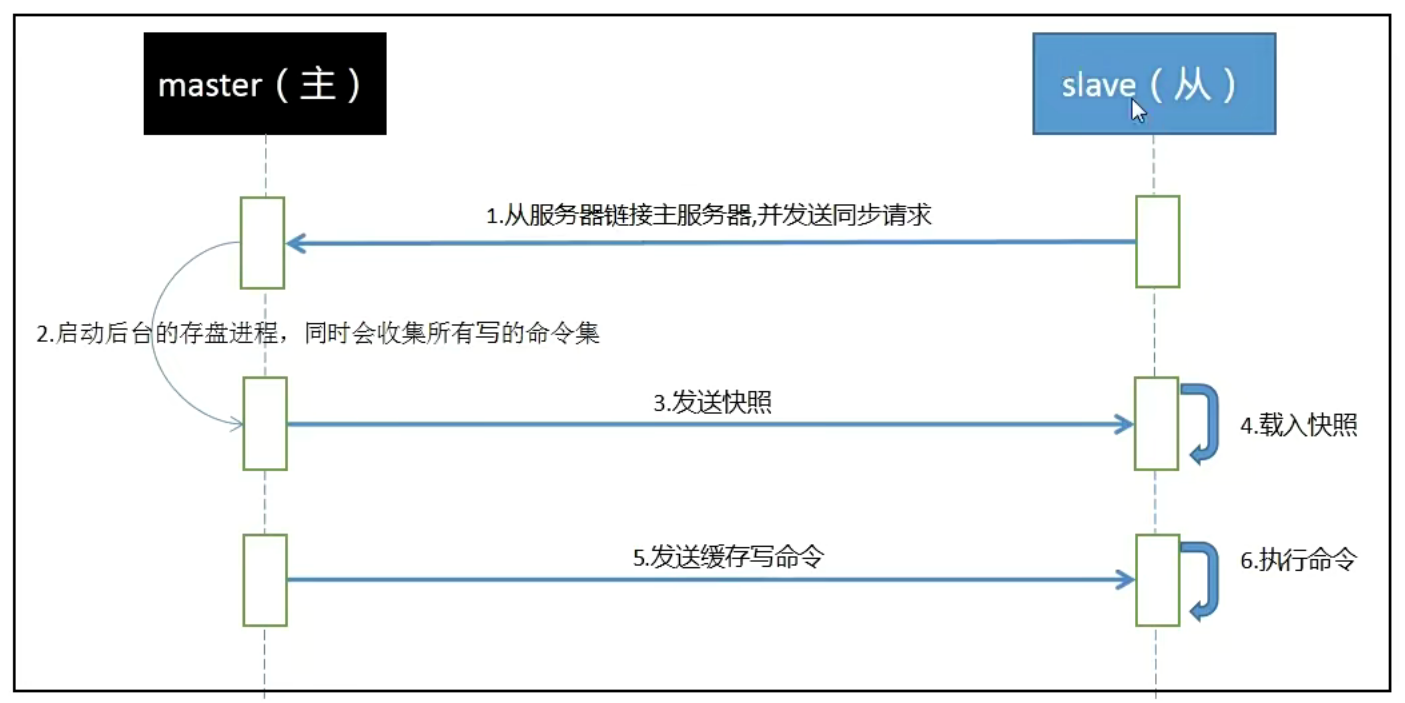 master（主）
slave（从）
1.从服务器链接主服务器,并发送同步请求
2.启动后台的存盘进程，同时会收集所有写的命令集
3.发送快照
4.载入快照
5.发送缓存写命令
6.执行命令